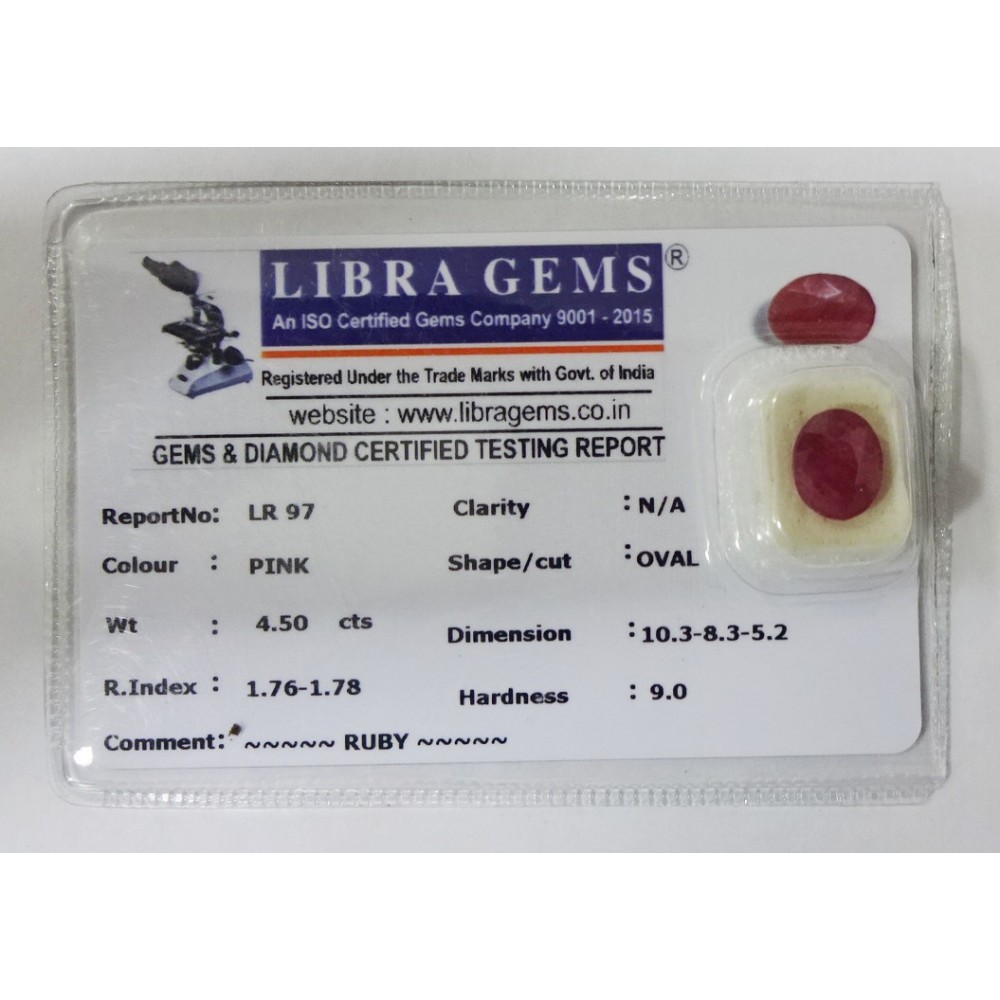 LIBRA GEMS ®
An ISO Certified Gems Company 9001 - 2015
Registered Under the Trade Marks with Govt. of India
website : www.libragems.co.in
GEMS & DIAMOND CERTIFIED TESTING REPORT
ReportNo: LR 97 Clarity : N/A
Colour : PINK Shape/cut : OVAL
Wt : 4.50 cts Dimension : 10.3-8.3-5.2
R.Index : 1.76-1.78 Hardness : 9.0
Comment: ~~~~~ RUBY ~~~~~